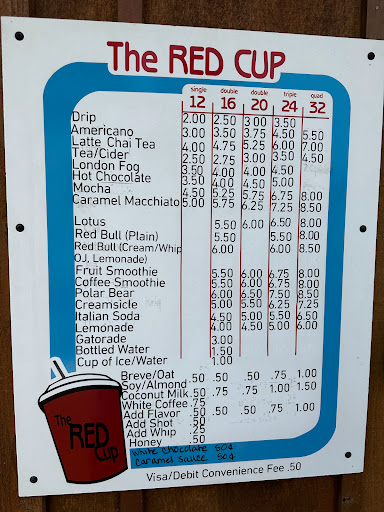 The RED CUP
single double double triple quad
12 16 20 24 32
Drip 2.00 2.50 3.00 3.50
Americano 3.00 3.50 3.75 4.50 5.50
Latte Chai Tea 4.00 4.75 5.25 6.00 7.00
Tea/Cider 2.50 2.75 3.00 3.50 4.50
London Fog 3.50 4.00 4.00 4.50
Hot Chocolate 3.50 4.00 4.50 5.00
Mocha 4.50 5.25 5.75 6.75 8.00
Caramel Macchiato 5.00 5.75 6.25 7.25 8.50
Lotus 5.50 6.00 6.50 8.00
Red Bull (Plain) 5.50 5.50 8.00
Red Bull (Cream/Whip 6.00 6.00 8.50
OJ, Lemonade)
Fruit Smoothie 5.50 6.00 6.75 8.00
Coffee Smoothie 5.50 6.00 6.75 8.00
Polar Bear 6.00 6.50 7.50 8.50
Creamsicle 5.00 5.50 6.25 7.25
Italian Soda 4.50 5.00 5.50 6.50
Lemonade 4.00 4.50 5.00 6.00
Gatorade 3.00
Bottled Water 1.50
Cup of Ice/Water 1.00
Breve/Oat .50 .50 .50 .75 1.00
Soy/Almond
Coconut Milk .50 .75 .75 1.00 1.50
White Coffee .75
Add Flavor .50 .50 .50 .75 1.00
Add Shot .50
Add Whip .25
Honey .50
White Chocolate 50¢
Caramel Sauce 50¢
Visa/Debit Convenience Fee .50
The
RED
Cup